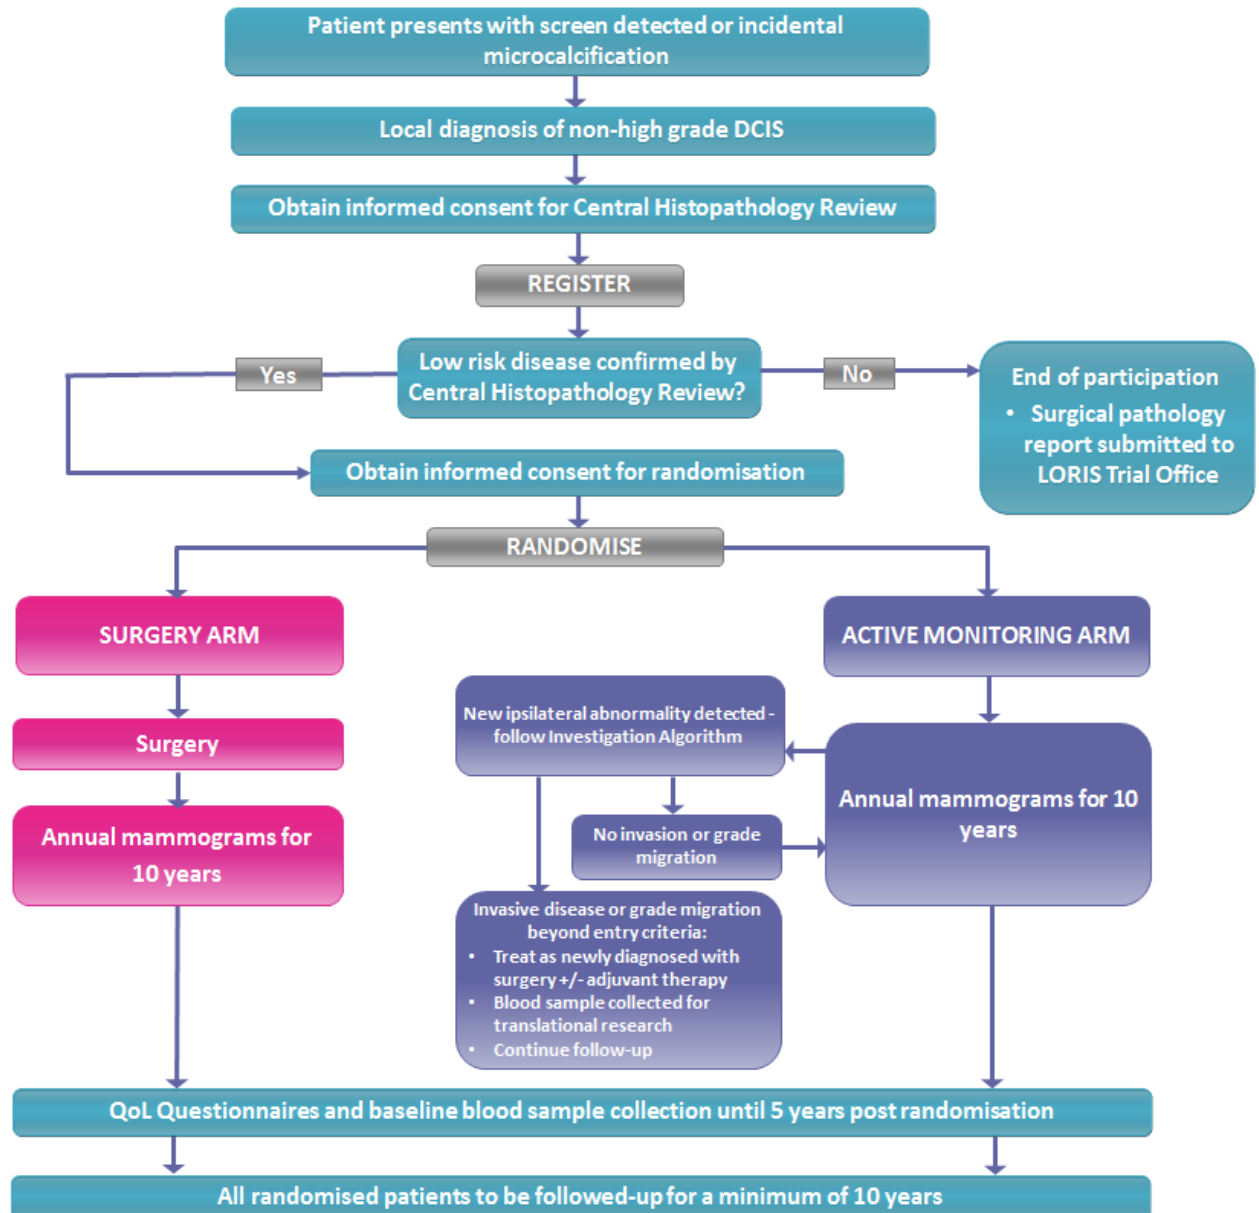 Patient presents with screen detected or incidental
microcalcification
Local diagnosis of non-high grade DCIS
Obtain informed consent for Central Histopathology Review
REGISTER
Low risk disease confirmed by
Central Histopathology Review?
Yes
No
End of participation
• Surgical pathology
report submitted to
LORIS Trial Office
Obtain informed consent for randomisation
RANDOMISE
SURGERY ARM
Surgery
Annual mammograms for
10 years
ACTIVE MONITORING ARM
Annual mammograms for 10
years
New ipsilateral abnormality detected -
follow Investigation Algorithm
No invasion or grade
migration
Invasive disease or grade migration
beyond entry criteria:
• Treat as newly diagnosed with
surgery +/- adjuvant therapy
• Blood sample collected for
translational research
• Continue follow-up
QoL Questionnaires and baseline blood sample collection until 5 years post randomisation
All randomised patients to be followed-up for a minimum of 10 years